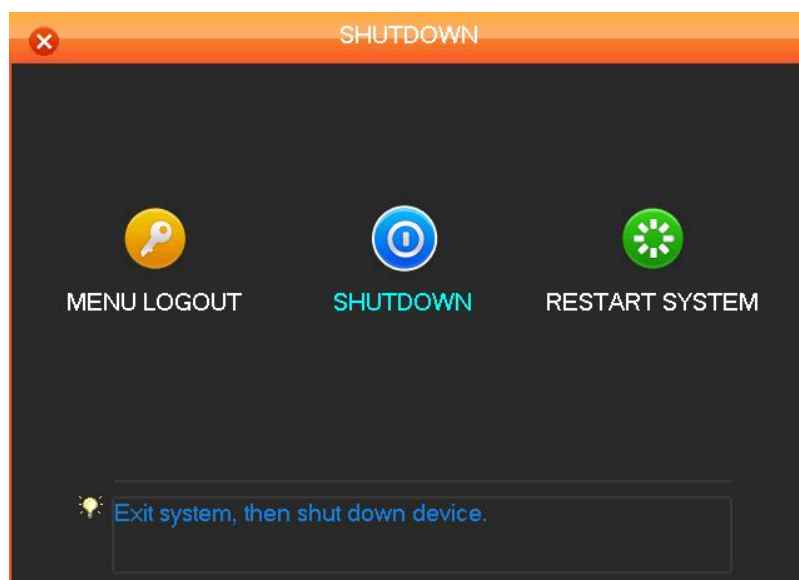 SHUTDOWN
MENU LOGOUT
SHUTDOWN
RESTART SYSTEM
Exit system, then shut down device.